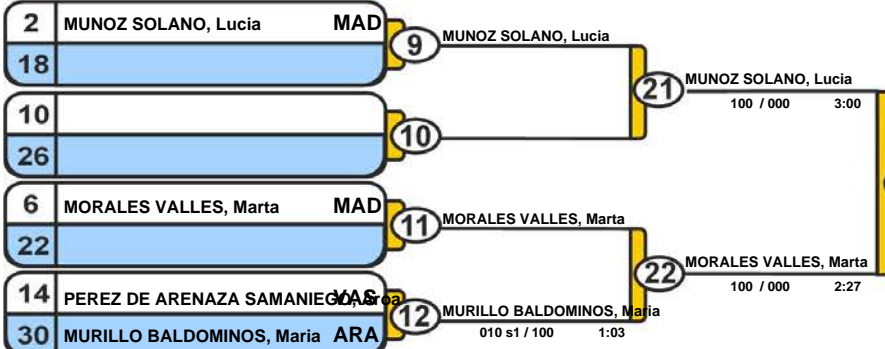 2 MUNOZ SOLANO, Lucia MAD
18
9 MUNOZ SOLANO, Lucia
10
26
10
21 MUNOZ SOLANO, Lucia
100 / 000 3:00
6 MORALES VALLES, Marta MAD
22
11 MORALES VALLES, Marta
14 PEREZ DE ARENAZA SAMANIEGO, Aroa VAS
30 MURILLO BALDOMINOS, Maria ARA
12 MURILLO BALDOMINOS, Maria
010 s1 / 100 1:03
22 MORALES VALLES, Marta
100 / 000 2:27